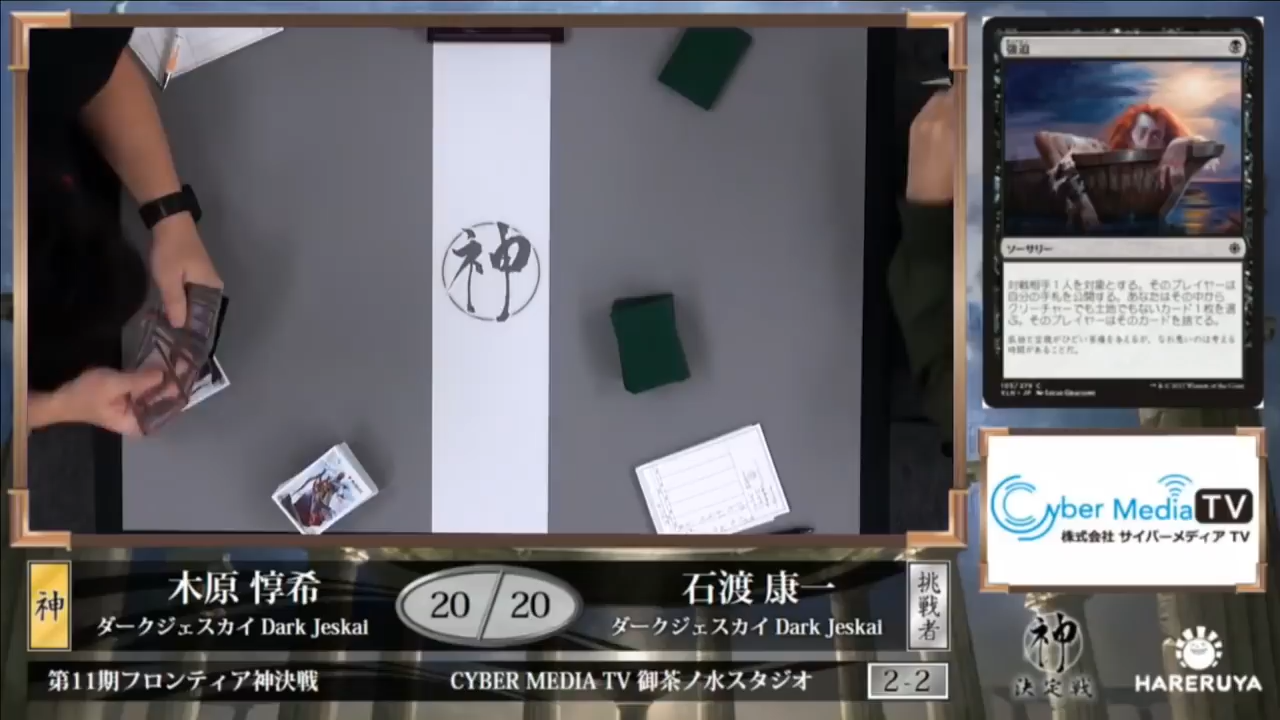 強迫
ソーサリー
対戦相手1人を対象とする。そのプレイヤーは
自分の手札を公開する。あなたはその中から
クリーチャーでも土地でもないカード1枚を選
ぶ。そのプレイヤーはそのカードを捨てる。
神
Cyber Media TV
株式会社 サイバーメディア TV
神
木原 惇希
ダークジェスカイ Dark Jeskai
20 / 20
石渡 康一
ダークジェスカイ Dark Jeskai
挑戦者
第11期フロンティア神決戦
CYBER MEDIA TV 御茶ノ水スタジオ
2-2
神
決定戦
HARERUYA